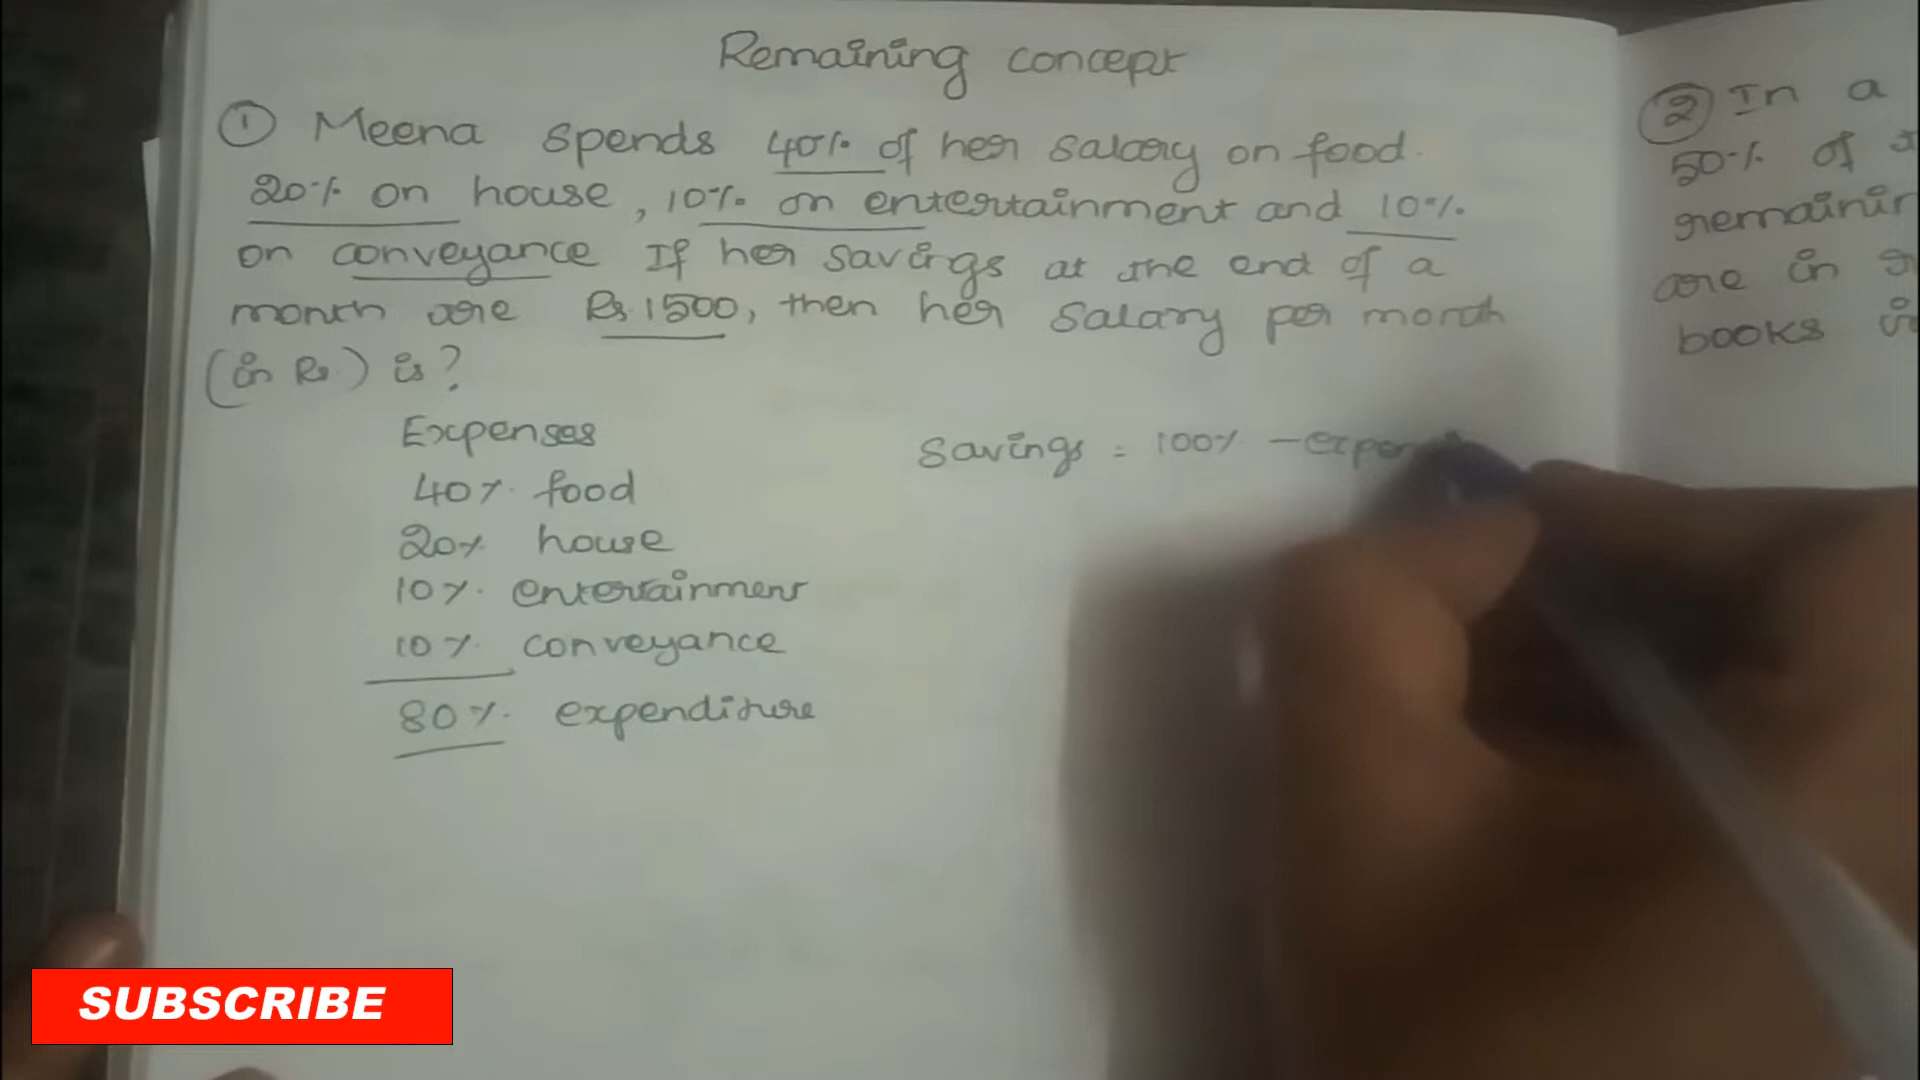 Remaining concept
① Meena spends 40% of her salary on food.
20% on house, 10% on entertainment and 10%
on conveyance If her savings at the end of a
month are Rs.1500, then her salary per month
(in Rs.) is?
Expenses
40% food
20% house
10% entertainment
10% conveyance
80% expenditure
Savings = 100% -
② In a
50% of
are in
books
SUBSCRIBE